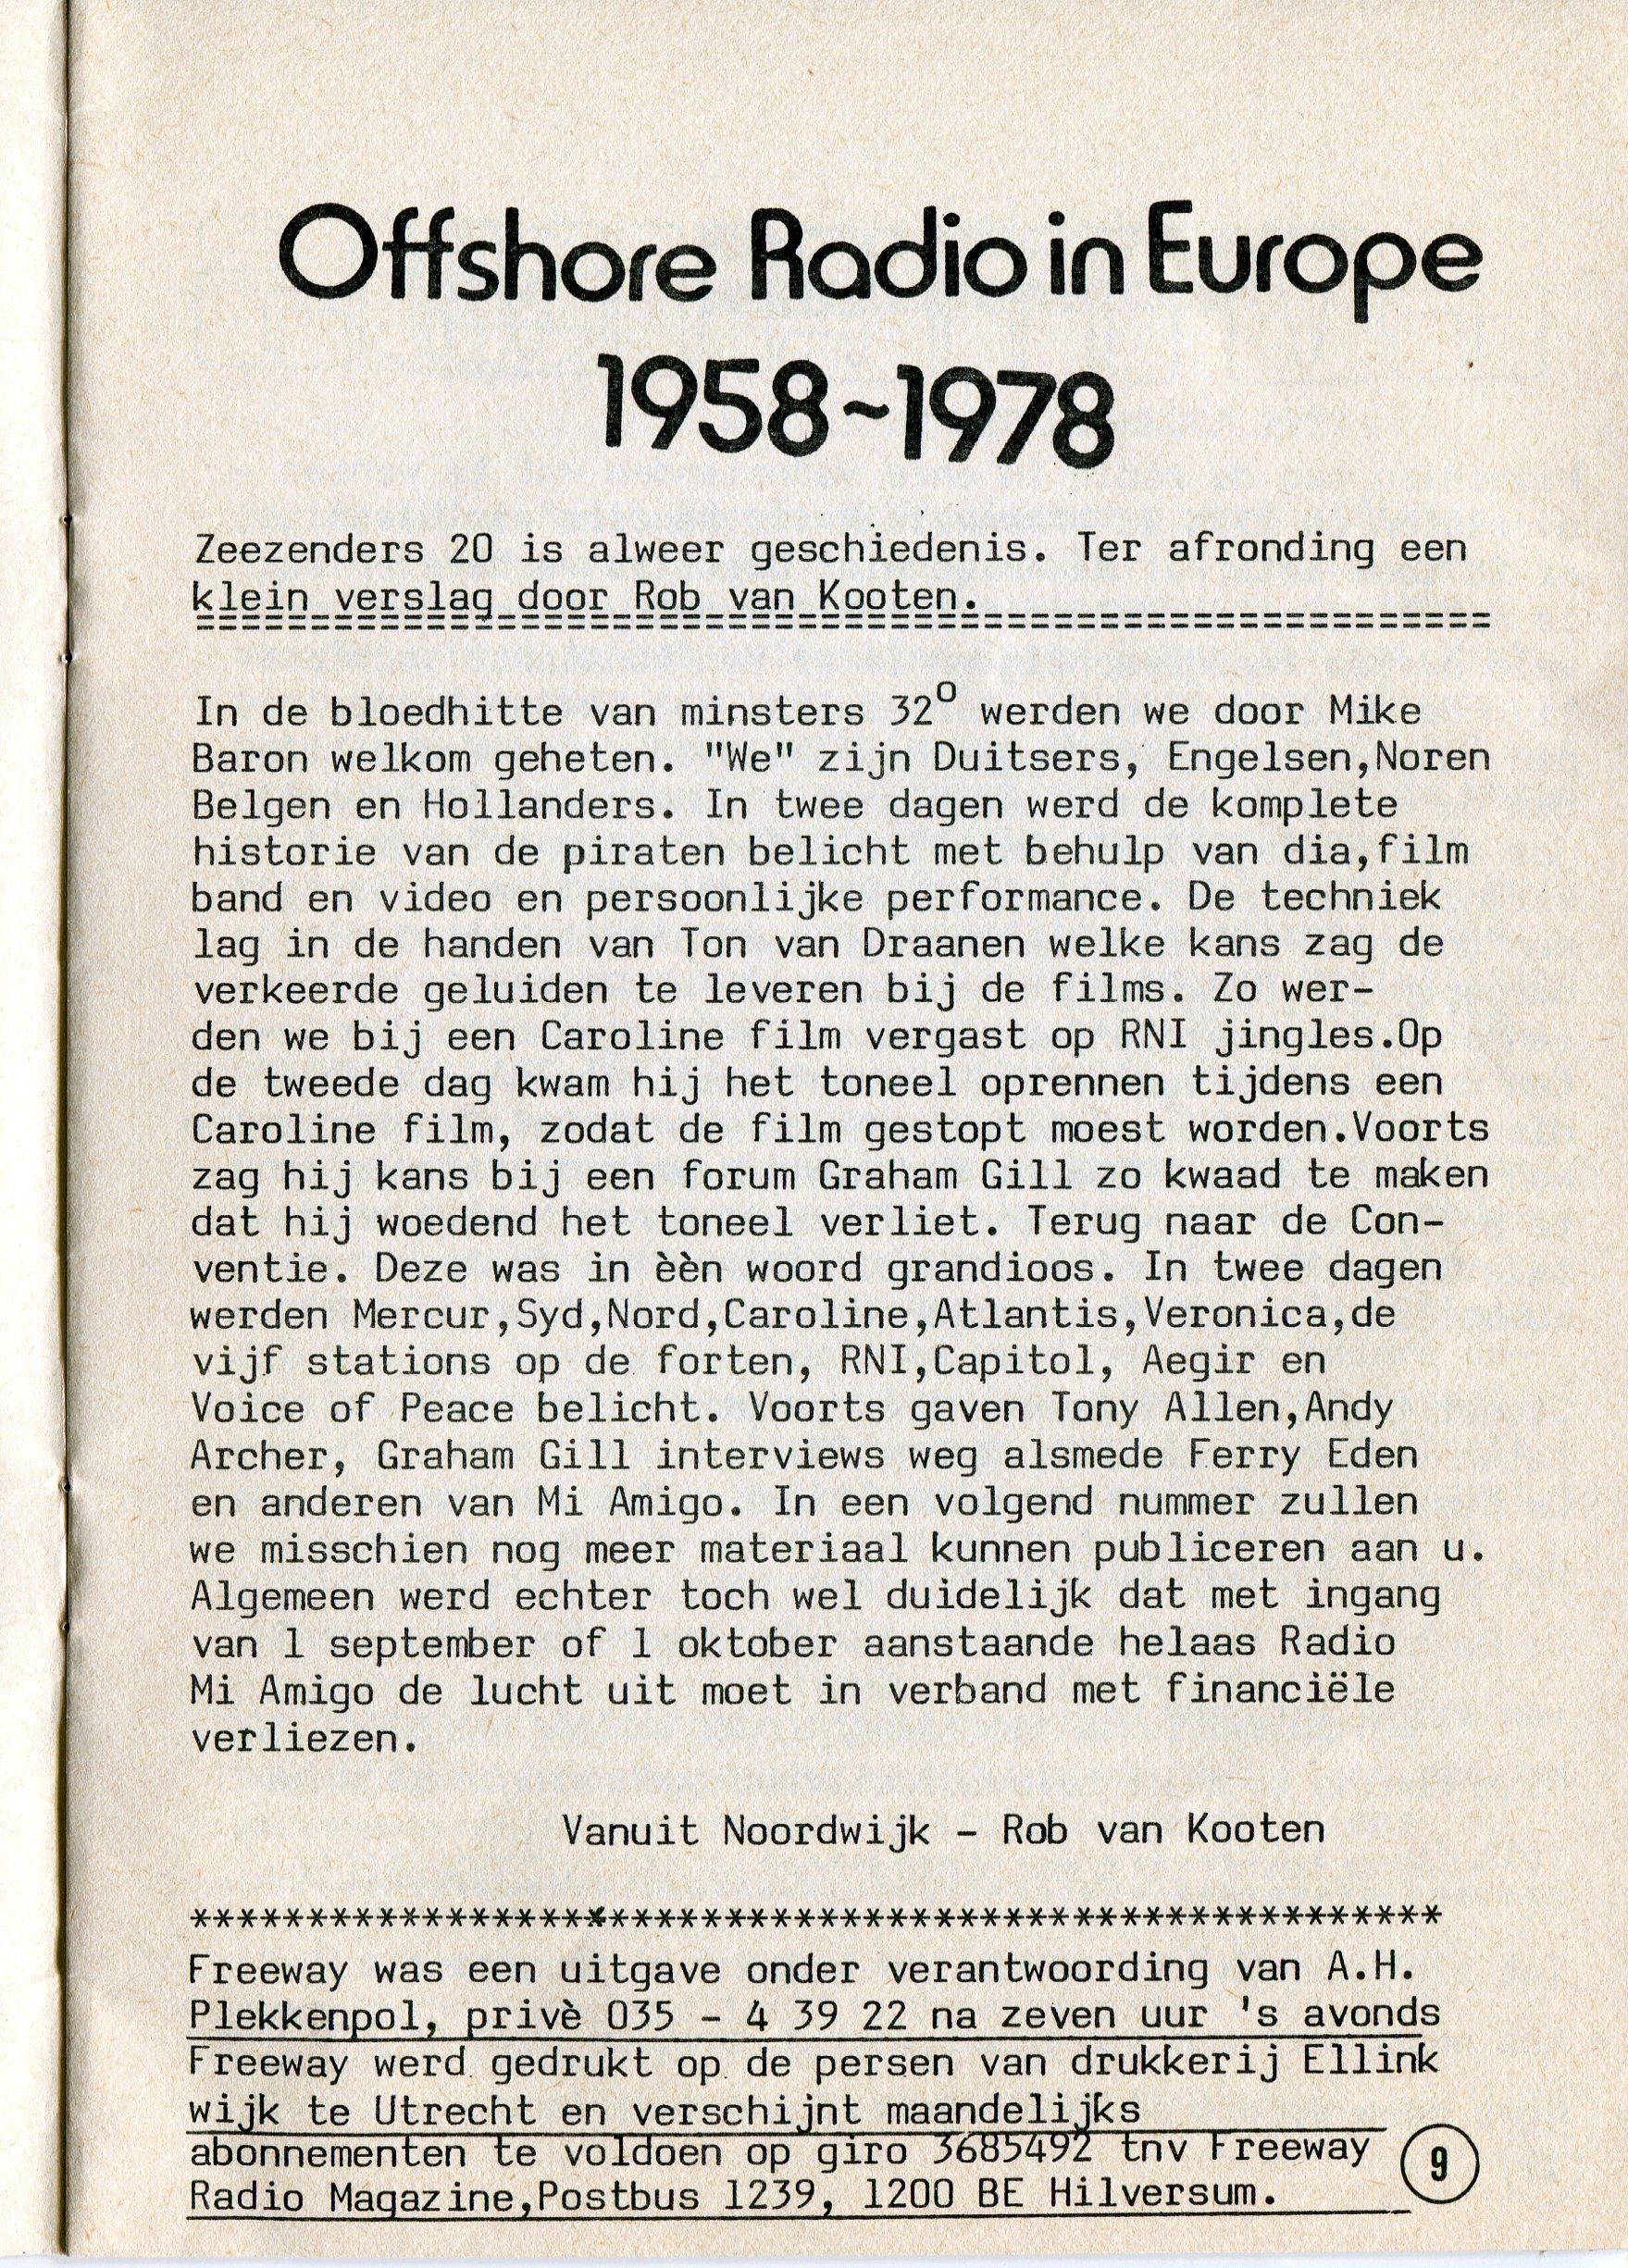 Offshore Radio in Europe
1958~1978
Zeezenders 20 is alweer geschiedenis. Ter afronding een
klein verslag door Rob van Kooten.
========================================================
In de bloedhitte van minsters 32° werden we door Mike
Baron welkom geheten. "We" zijn Duitsers, Engelsen,Noren
Belgen en Hollanders. In twee dagen werd de komplete
historie van de piraten belicht met behulp van dia,film
band en video en persoonlijke performance. De techniek
lag in de handen van Ton van Draanen welke kans zag de
verkeerde geluiden te leveren bij de films. Zo wer-
den we bij een Caroline film vergast op RNI jingles.Op
de tweede dag kwam hij het toneel oprennen tijdens een
Caroline film, zodat de film gestopt moest worden.Voorts
zag hij kans bij een forum Graham Gill zo kwaad te maken
dat hij woedend het toneel verliet. Terug naar de Con-
ventie. Deze was in èèn woord grandioos. In twee dagen
werden Mercur,Syd,Nord,Caroline,Atlantis,Veronica,de
vijf stations op de forten, RNI,Capitol, Aegir en
Voice of Peace belicht. Voorts gaven Tony Allen,Andy
Archer, Graham Gill interviews weg alsmede Ferry Eden
en anderen van Mi Amigo. In een volgend nummer zullen
we misschien nog meer materiaal kunnen publiceren aan u.
Algemeen werd echter toch wel duidelijk dat met ingang
van 1 september of 1 oktober aanstaande helaas Radio
Mi Amigo de lucht uit moet in verband met financiële
verliezen.
Vanuit Noordwijk - Rob van Kooten
******************************************************
Freeway was een uitgave onder verantwoording van A.H.
Plekkenpol, privè 035 - 4 39 22 na zeven uur 's avonds
Freeway werd gedrukt op de persen van drukkerij Ellink
wijk te Utrecht en verschijnt maandelijks
abonnementen te voldoen op giro 3685492 tnv Freeway
Radio Magazine,Postbus 1239, 1200 BE Hilversum.
9